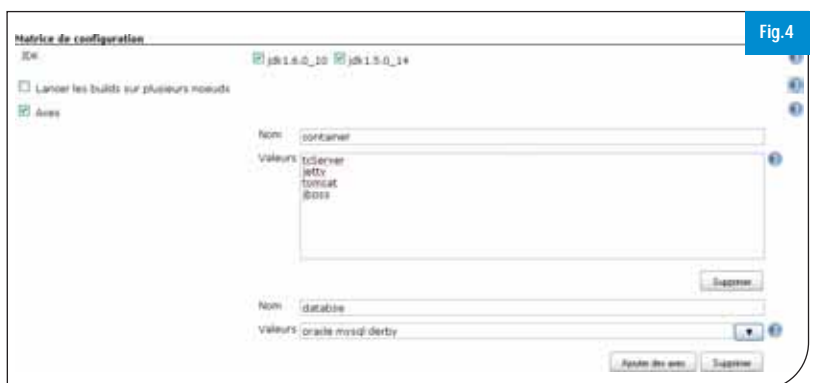 Fig.4
Matrice de configuration
JDK
jdk1.6.0_10 jdk1.5.0_14
Lancer les builds sur plusieurs noeuds
Axes
Nom container
Valeurs tcServer
jetty
tomcat
jboss
Supprimer
Nom databse
Valeurs oracle mysql derby
Ajouter des axes Supprimer